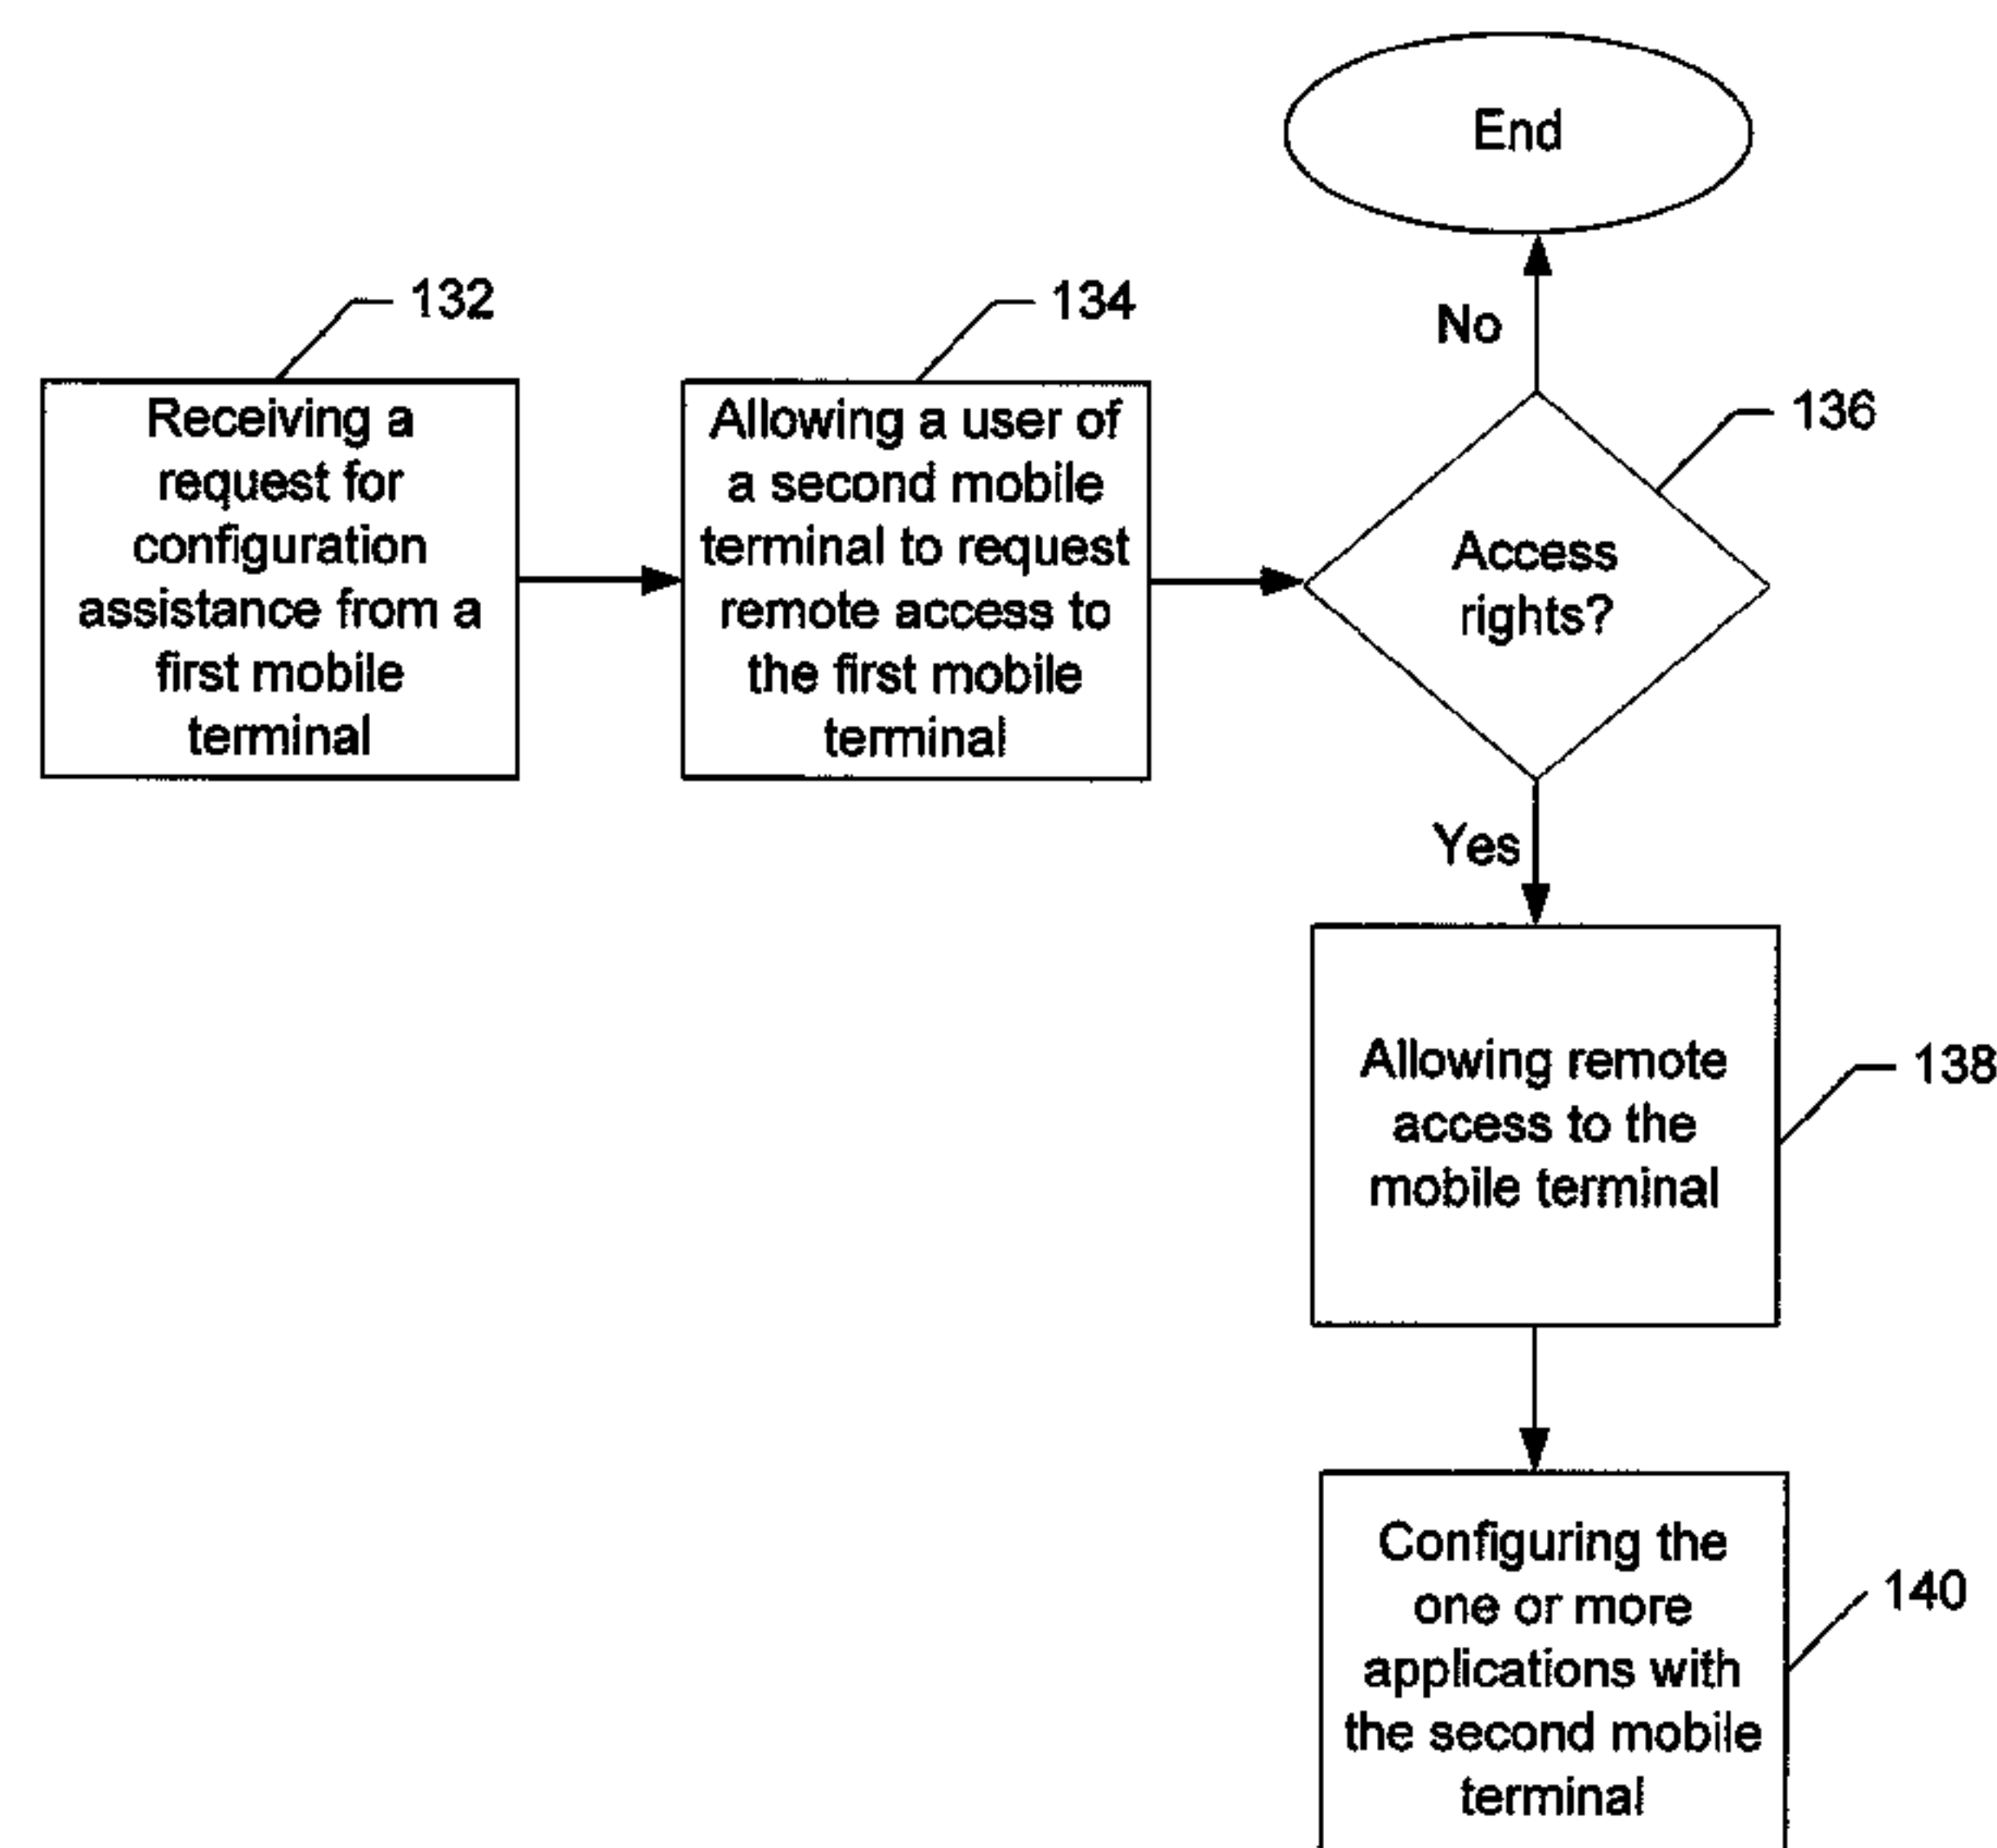 End
No
132
134
136
Receiving a
request for
configuration
assistance from a
first mobile
terminal
Allowing a user of
a second mobile
terminal to request
remote access to
the first mobile
terminal
Access
rights?
Yes
Allowing remote
access to the
mobile terminal
138
Configuring the
one or more
applications with
the second mobile
terminal
140